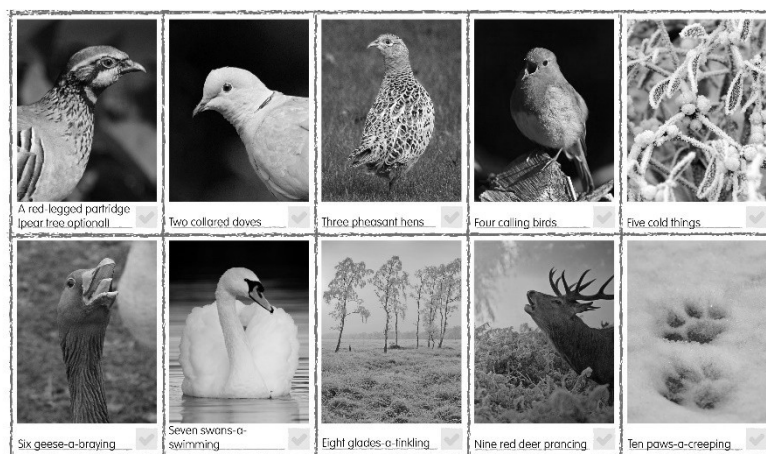 A red-legged partridge
(pear tree optional)
Two collared doves
Three pheasant hens
Four calling birds
Five cold things
Six geese-a-braying
Seven swans-a-
swimming
Eight glades-a-tinkling
Nine red deer prancing
Ten paws-a-creeping